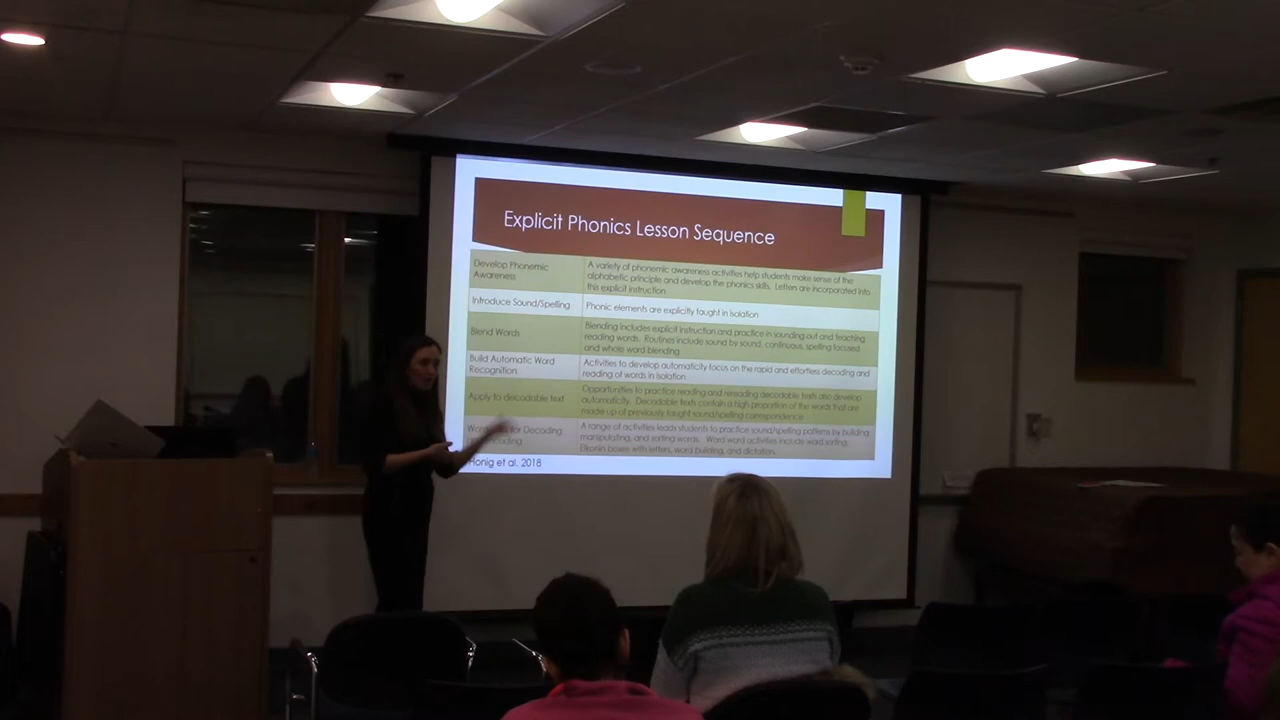 Explicit Phonics Lesson Sequence
Develop Phonemic
Awareness
A variety of phonemic awareness activities help students make sense of the
alphabetic principle and develop the phonics skills. Letters are incorporated into
this explicit instruction
Introduce Sound/Spelling
Phonic elements are explicitly taught in isolation
Blend Words
Blending includes explicit instruction and practice in sounding out and teaching
reading words. Routines include sound by sound, continuous, spelling focused
and whole word blending
Build Automatic Word
Recognition
Activities to develop automaticity focus on the rapid and effortless decoding and
reading of words in isolation
Apply to decodable text
Opportunities to practice reading and rereading decodable texts also develop
automaticity. Decodable texts contain a high proportion of the words that are
made up of previously taught sound/spelling correspondence
for Decoding
A range of activities leads students to practice sound/spelling patterns by building
manipulating, and sorting words. Word word activities include word sorting,
Elkonin boxes with letters, word building, and dictation.
Honig et al. 2018